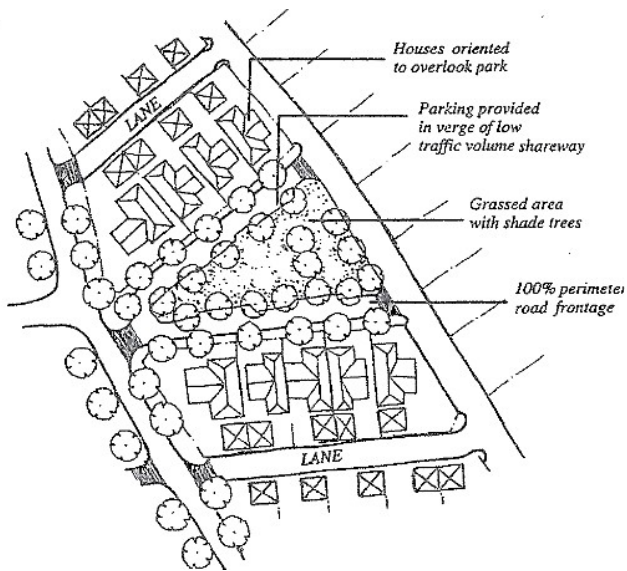 Houses oriented
to overlook park
LANE
Parking provided
in verge of low
traffic volume shareway
Grassed area
with shade trees
100% perimeter
road frontage
LANE